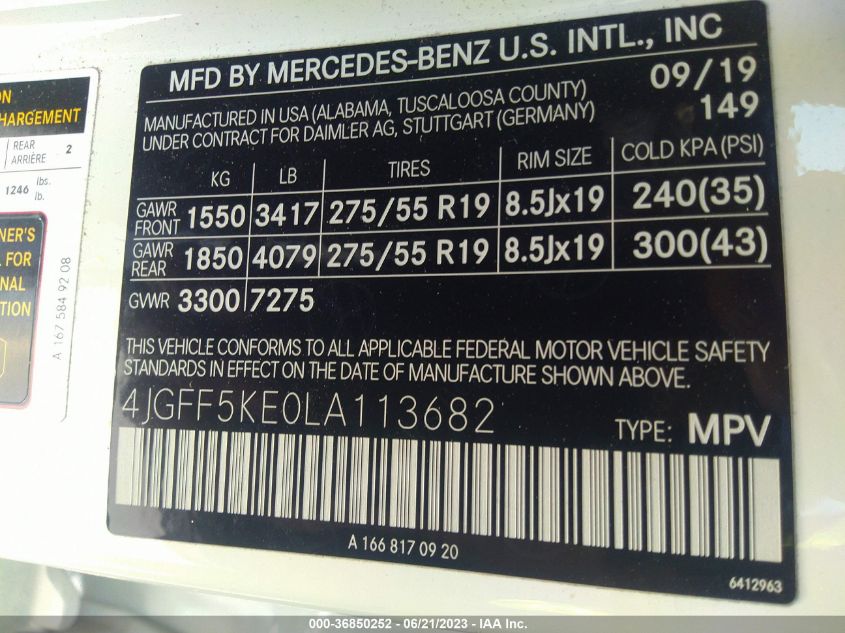 ON
HARGEMENT
REAR
ARRIÈRE 2
1246 lbs.
lb.
NER'S
L FOR
ONAL
TION
A 167 584 92 08
MFD BY MERCEDES-BENZ U.S. INTL., INC
09/19
MANUFACTURED IN USA (ALABAMA, TUSCALOOSA COUNTY)
UNDER CONTRACT FOR DAIMLER AG, STUTTGART (GERMANY) 149
KG LB TIRES RIM SIZE COLD KPA (PSI)
GAWR FRONT 1550 3417 275/55 R19 8.5Jx19 240(35)
GAWR REAR 1850 4079 275/55 R19 8.5Jx19 300(43)
GVWR 3300 7275
THIS VEHICLE CONFORMS TO ALL APPLICABLE FEDERAL MOTOR VEHICLE SAFETY
STANDARDS IN EFFECT ON THE DATE OF MANUFACTURE SHOWN ABOVE.
4JGFF5KE0LA113682
TYPE: MPV
A 166 817 09 20
6412963
000-36850252 - 06/21/2023 - IAA Inc.